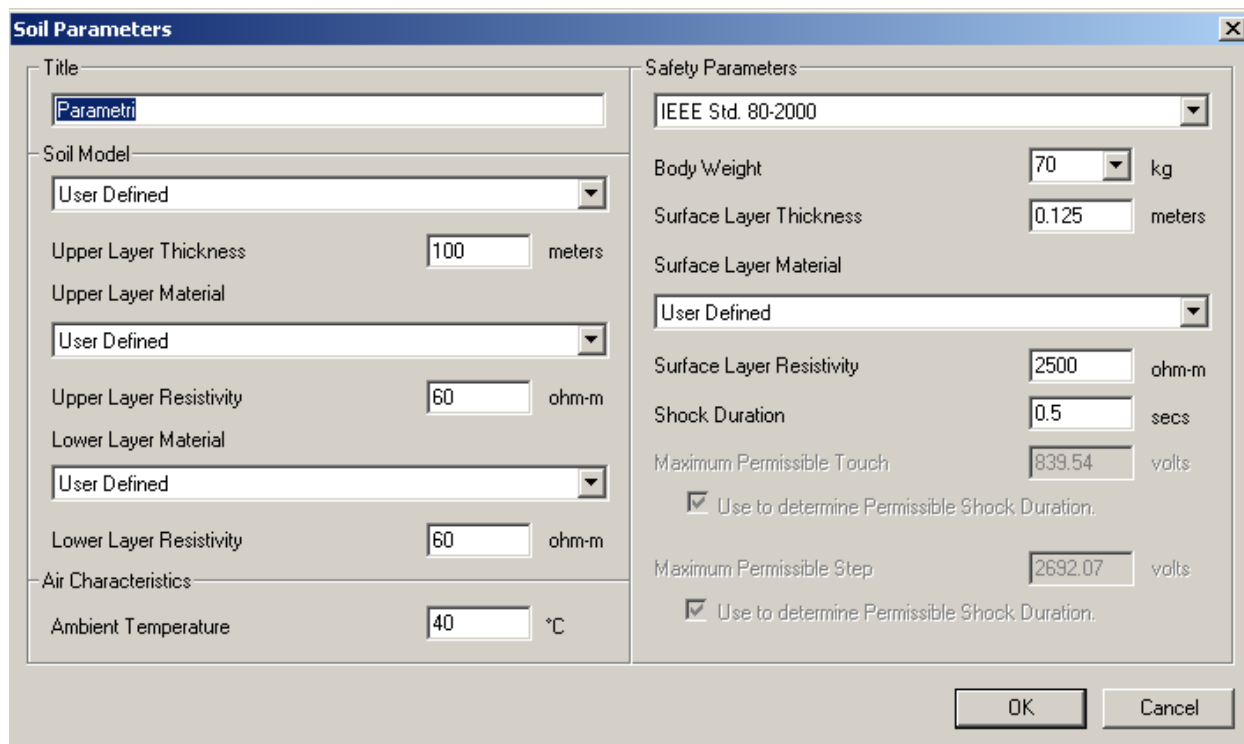 Soil Parameters
Title
Parametri
Soil Model
User Defined
Upper Layer Thickness 100 meters
Upper Layer Material
User Defined
Upper Layer Resistivity 60 ohm-m
Lower Layer Material
User Defined
Lower Layer Resistivity 60 ohm-m
Air Characteristics
Ambient Temperature 40 °C
Safety Parameters
IEEE Std. 80-2000
Body Weight 70 kg
Surface Layer Thickness 0.125 meters
Surface Layer Material
User Defined
Surface Layer Resistivity 2500 ohm-m
Shock Duration 0.5 secs
Maximum Permissible Touch 839.54 volts
Use to determine Permissible Shock Duration.
Maximum Permissible Step 2692.07 volts
Use to determine Permissible Shock Duration.
OK Cancel